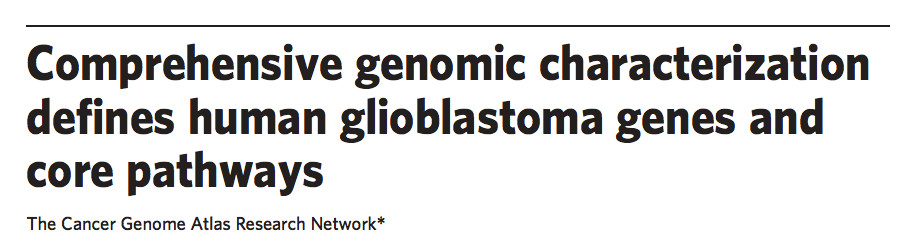 Comprehensive genomic characterization
defines human glioblastoma genes and
core pathways
The Cancer Genome Atlas Research Network*